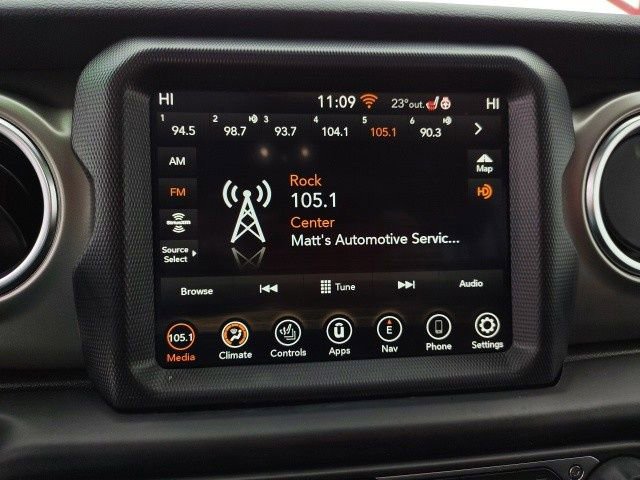 HI 11:09 23°out. HI
1 2 3 4 5 6
94.5 98.7 93.7 104.1 105.1 90.3
AM
FM
SiriusXM
Source
Select
Rock
105.1
Center
Matt's Automotive Servic...
Map
HD
Browse Tune Audio
105.1 U E
Media Climate Controls Apps Nav Phone Settings